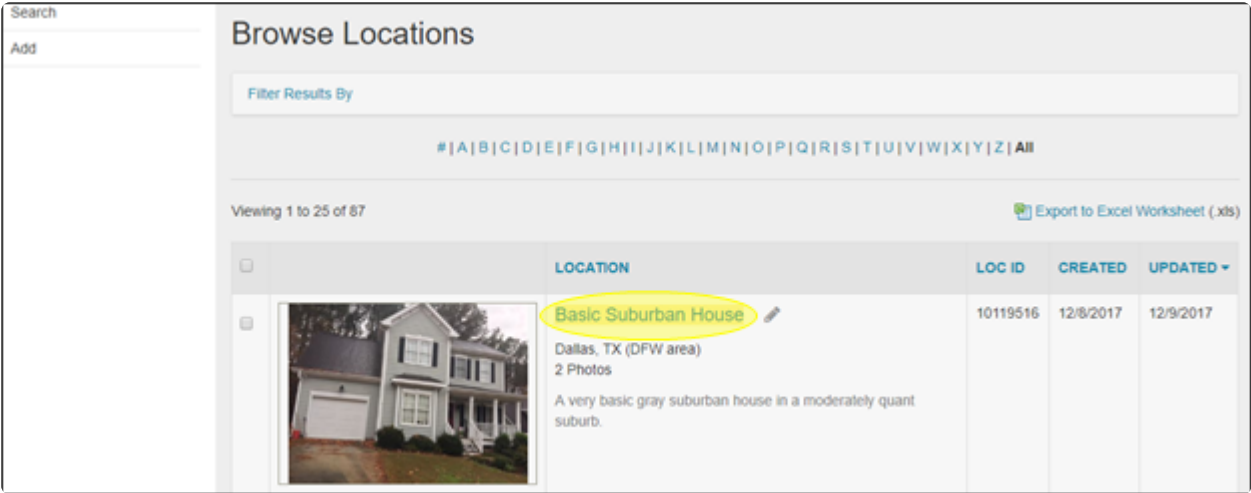 Search
Add
Browse Locations
Filter Results By
# | A | B | C | D | E | F | G | H | I | J | K | L | M | N | O | P | Q | R | S | T | U | V | W | X | Y | Z | All
Viewing 1 to 25 of 87
Export to Excel Worksheet (.xls)
LOCATION
LOC ID
CREATED
UPDATED
Basic Suburban House
10119516
12/8/2017
12/9/2017
Dallas, TX (DFW area)
2 Photos
A very basic gray suburban house in a moderately quant
suburb.